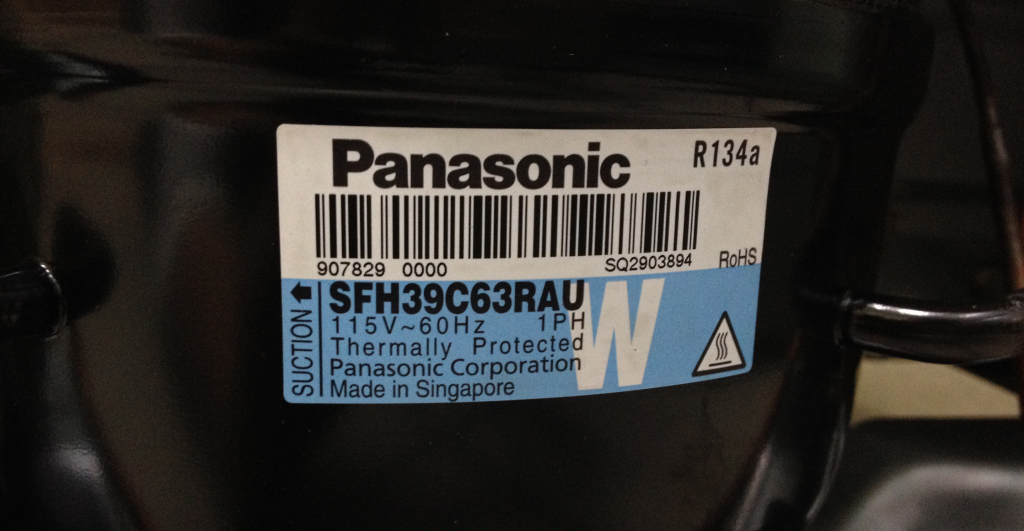 Panasonic R134a
907829 0000 SQ2903894 RoHS
SUCTION
SFH39C63RAU
115V~60Hz 1PH
Thermally Protected
Panasonic Corporation
Made in Singapore
W